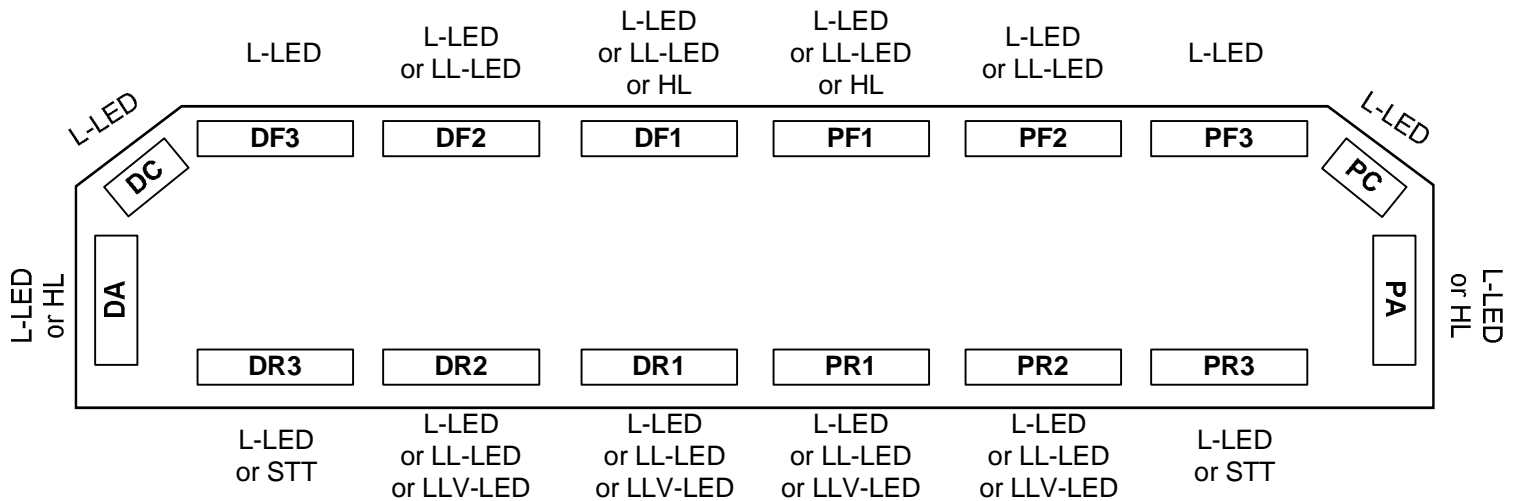 L-LED
L-LED
or LL-LED
L-LED
or LL-LED
or HL
L-LED
or LL-LED
or HL
L-LED
or LL-LED
L-LED
L-LED
L-LED
DF3
DF2
DF1
PF1
PF2
PF3
DC
PC
L-LED
or HL
DA
PA
L-LED
or HL
DR3
DR2
DR1
PR1
PR2
PR3
L-LED
or STT
L-LED
or LL-LED
or LLV-LED
L-LED
or LL-LED
or LLV-LED
L-LED
or LL-LED
or LLV-LED
L-LED
or LL-LED
or LLV-LED
L-LED
or STT